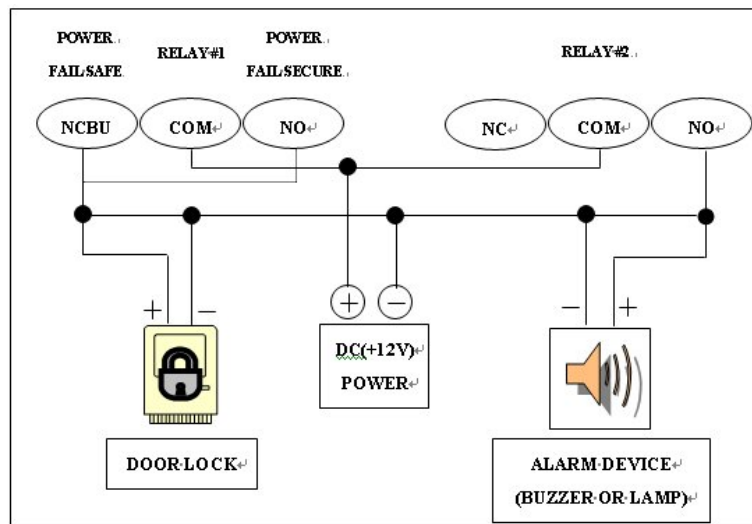 POWER
FAIL SAFE
RELAY #1
POWER
FAIL SECURE
RELAY #2
NCBU
COM
NO
NC
COM
NO
+
−
+
−
−
+
DC(+12V)
POWER
DOOR LOCK
ALARM DEVICE
(BUZZER OR LAMP)